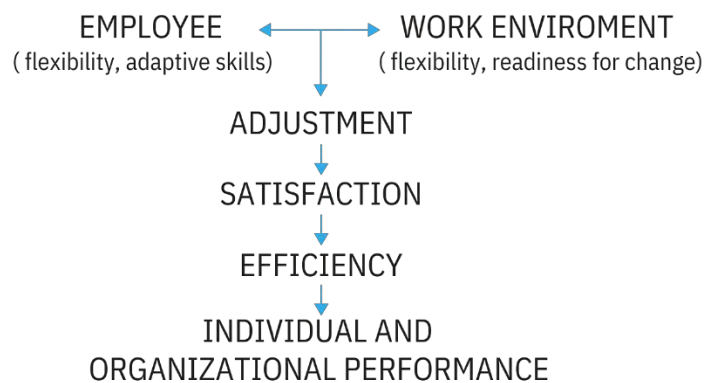 EMPLOYEE
WORK ENVIROMENT
( flexibility, adaptive skills)
( flexibility, readiness for change)
ADJUSTMENT
SATISFACTION
EFFICIENCY
INDIVIDUAL AND
ORGANIZATIONAL PERFORMANCE